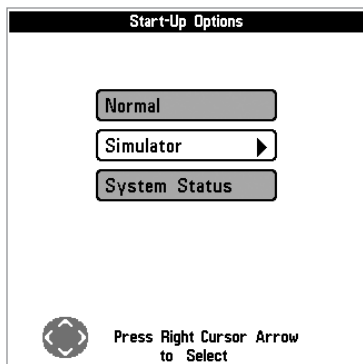 Start-Up Options
Normal
Simulator
System Status
Press Right Cursor Arrow
to Select